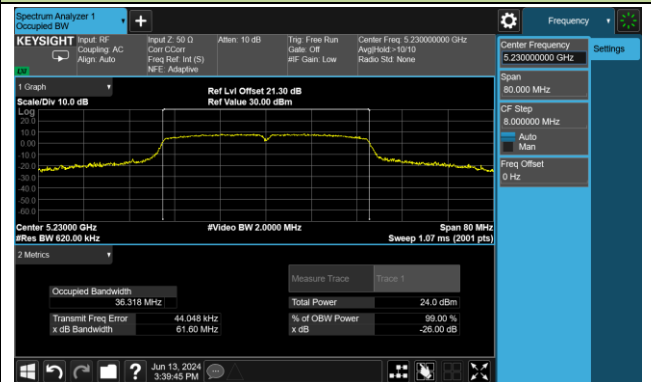 Spectrum Analyzer 1
Occupied BW
Frequency
KEYSIGHT
Input: RF
Coupling: AC
Align: Auto
Input Z: 50 Ω
Corr CCorr
Freq Ref: Int (S)
NFE: Adaptive
Atten: 10 dB
Trig: Free Run
Gate: Off
#IF Gain: Low
Center Freq: 5.230000000 GHz
Avg|Hold:>10/10
Radio Std: None
Center Frequency
5.230000000 GHz
Settings
Span
80.000 MHz
CF Step
8.000000 MHz
Auto
Man
Freq Offset
0 Hz
1 Graph
Scale/Div 10.0 dB
Ref Lvl Offset 21.30 dB
Ref Value 30.00 dBm
Log
20.0
10.0
0.00
-10.0
-20.0
-30.0
-40.0
-50.0
-60.0
Center 5.23000 GHz
#Res BW 620.00 kHz
#Video BW 2.0000 MHz
Span 80 MHz
Sweep 1.07 ms (2001 pts)
2 Metrics
Measure Trace
Trace 1
Occupied Bandwidth
36.318 MHz
Total Power
24.0 dBm
Transmit Freq Error
44.048 kHz
% of OBW Power
99.00 %
x dB Bandwidth
61.60 MHz
x dB
-26.00 dB
Jun 13, 2024
3:39:45 PM